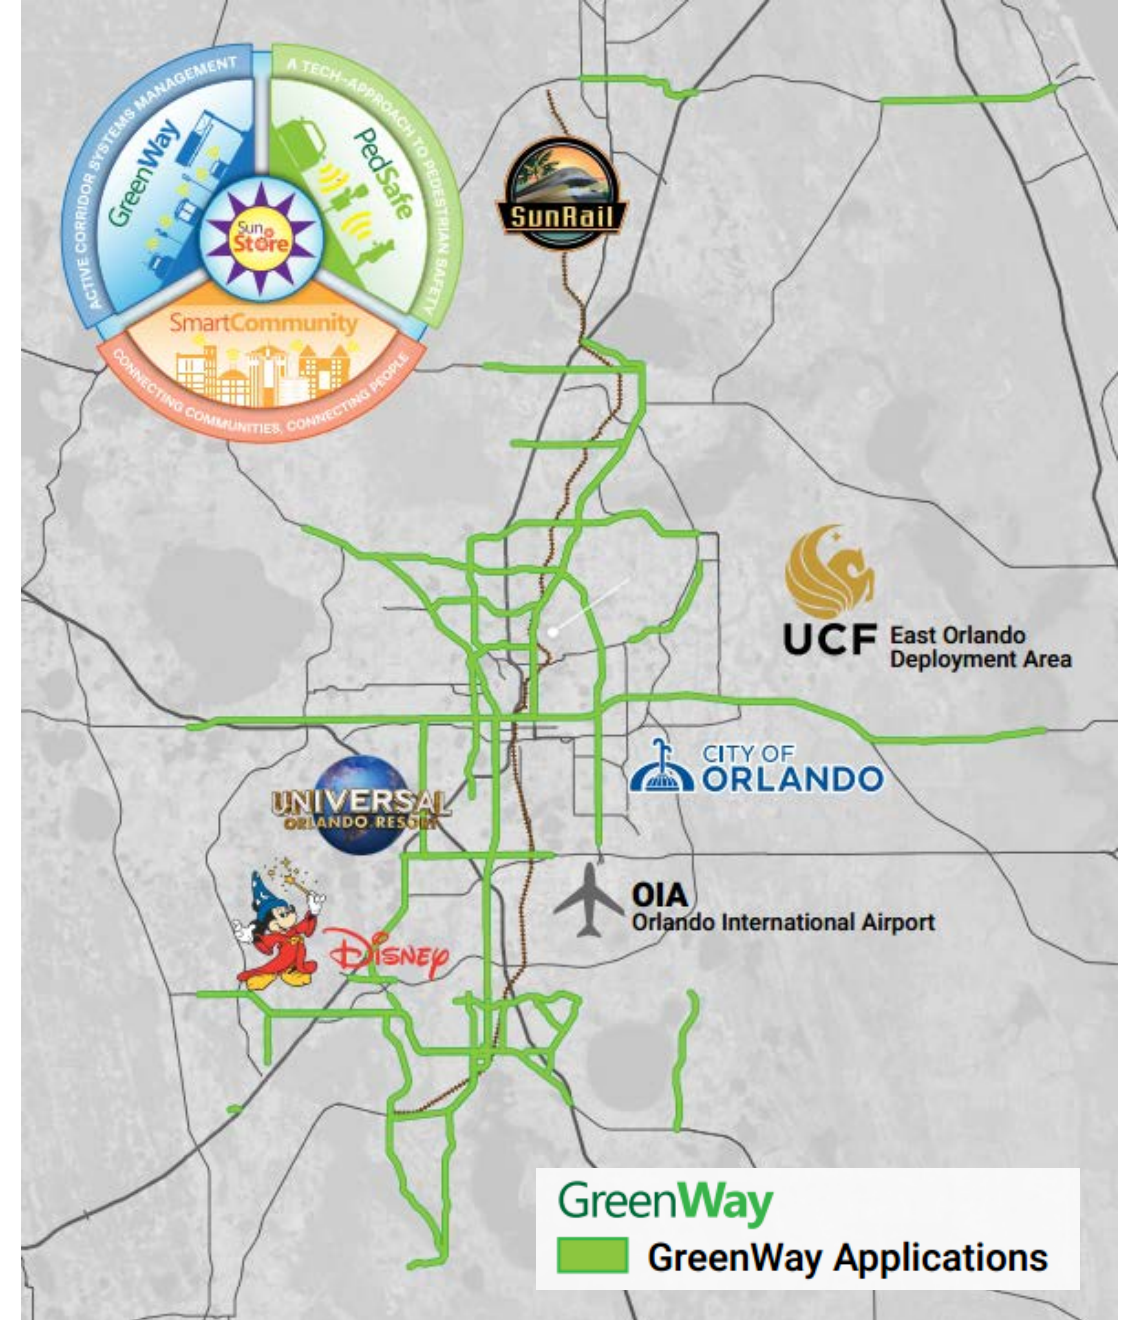 ACTIVE CORRIDOR SYSTEMS MANAGEMENT
A TECH-APPROACH TO PEDESTRIAN SAFETY
GreenWay
PedSafe
Sun
Store
SmartCommunity
CONNECTING COMMUNITIES, CONNECTING PEOPLE
SunRail
UCF
East Orlando
Deployment Area
CITY OF
ORLANDO
UNIVERSAL
ORLANDO RESORT
OIA
Orlando International Airport
DISNEY
GreenWay
GreenWay Applications